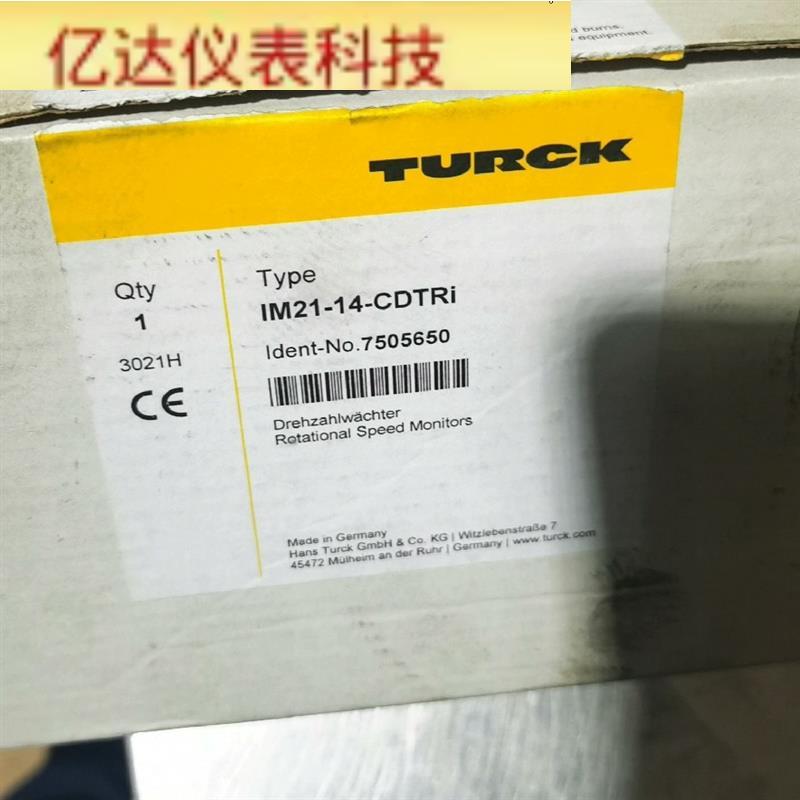 亿达仪表科技
d burns.
equipment.
TURCK
Qty
1
3021H
CE
Type
IM21-14-CDTRi
Ident-No.7505650
Drehzahlwächter
Rotational Speed Monitors
Made in Germany
Hans Turck GmbH & Co. KG | Witzlebenstraße 7
45472 Mülheim an der Ruhr | Germany | www.turck.com